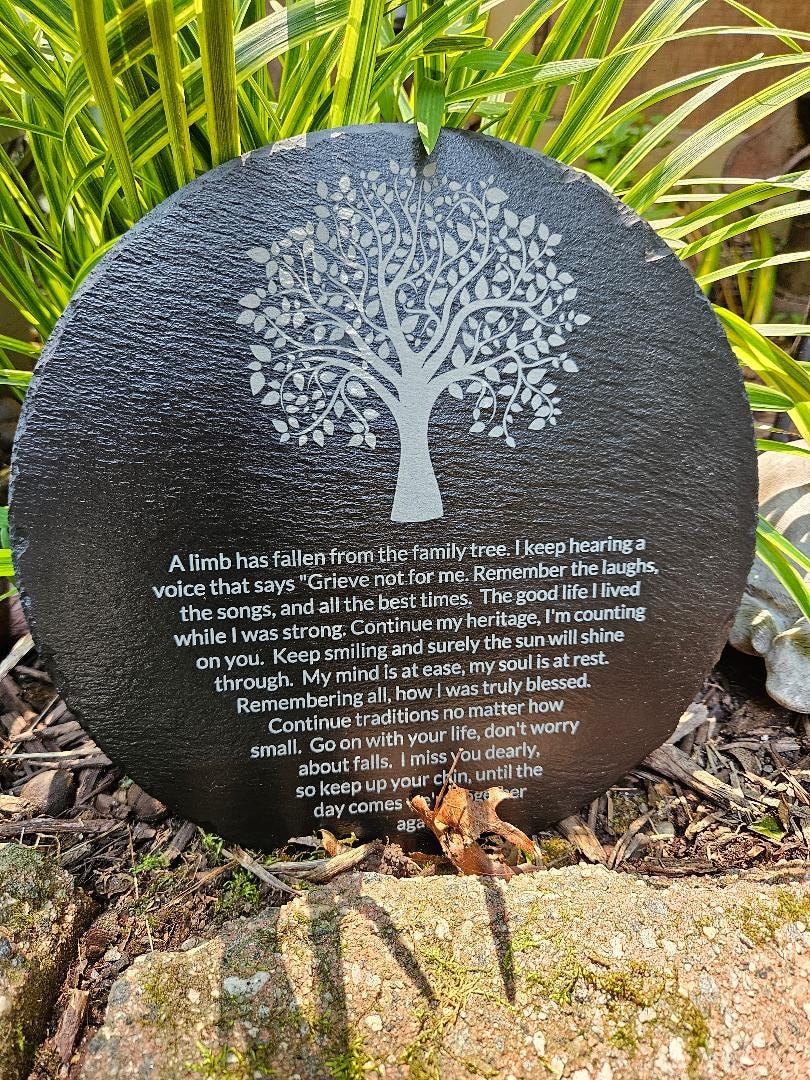 A limb has fallen from the family tree. I keep hearing a
voice that says "Grieve not for me. Remember the laughs,
the songs, and all the best times. The good life I lived
while I was strong. Continue my heritage, I'm counting
on you. Keep smiling and surely the sun will shine
through. My mind is at ease, my soul is at rest.
Remembering all, how I was truly blessed.
Continue traditions no matter how
small. Go on with your life, don't worry
about falls. I miss you dearly,
so keep up your chin, until the
day comes